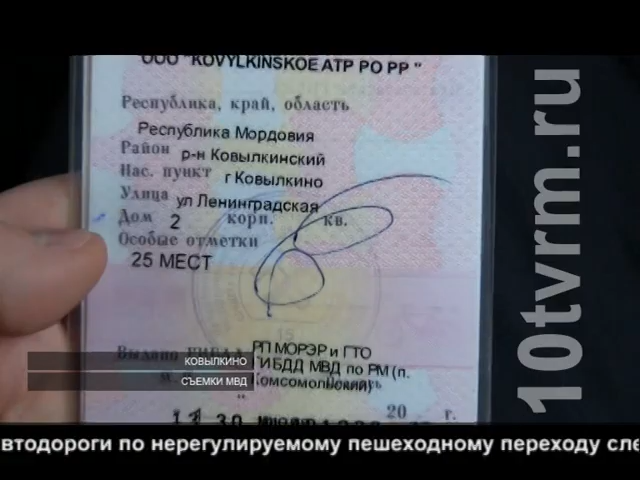 ООО "KOVYLKINSKOE ATP PO PP "
Республика, край, область
Республика Мордовия
Район р-н Ковылкинский
Нас. пункт г Ковылкино
Улица ул Ленинградская
Дом 2 корп. кв.
Особые отметки
25 МЕСТ
Выдано ГИБДД РП МОРЭР и ГТО
ГИБДД МВД по РМ (п.
Комсомольский)
20 г.
КОВЫЛКИНО
СЪЕМКИ МВД
10tvrm.ru
втодороги по нерегулируемому пешеходному переходу сле